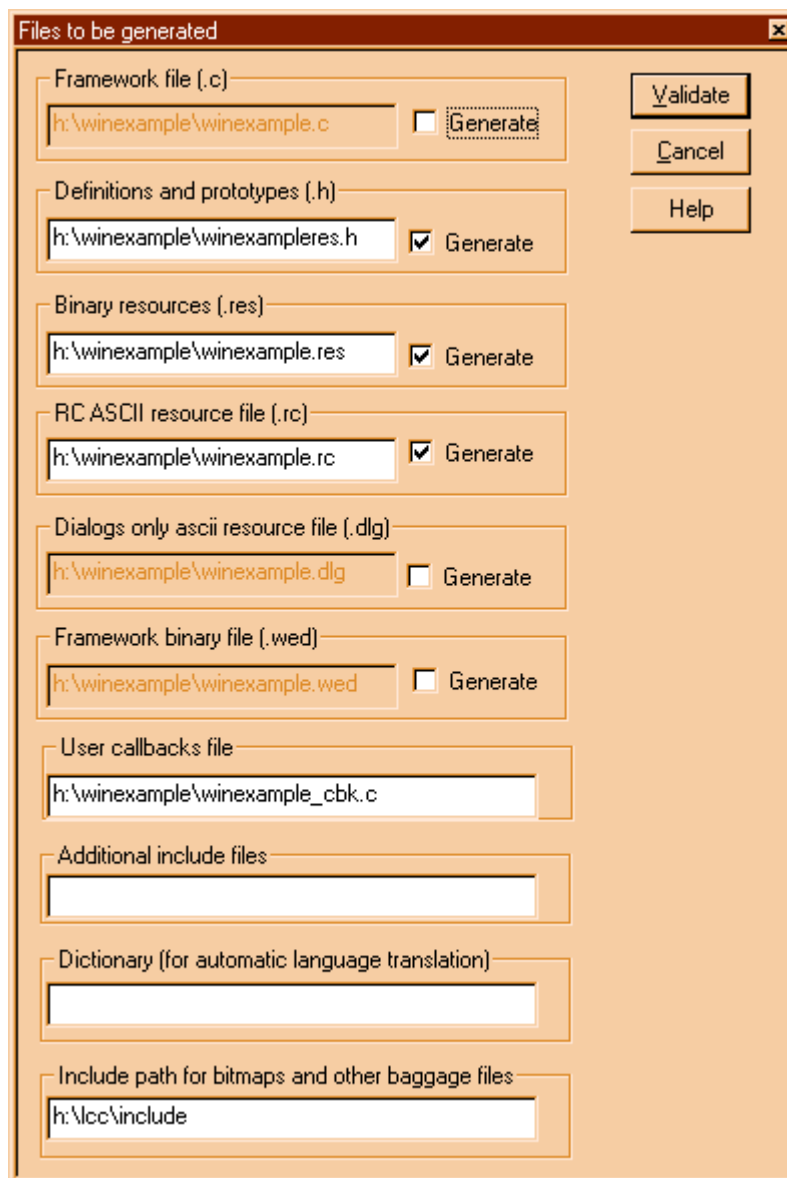 Files to be generated
Framework file (.c)
h:\winexample\winexample.c
Generate
Validate
Cancel
Help
Definitions and prototypes (.h)
h:\winexample\winexampleres.h
Generate
Binary resources (.res)
h:\winexample\winexample.res
Generate
RC ASCII resource file (.rc)
h:\winexample\winexample.rc
Generate
Dialogs only ascii resource file (.dlg)
h:\winexample\winexample.dlg
Generate
Framework binary file (.wed)
h:\winexample\winexample.wed
Generate
User callbacks file
h:\winexample\winexample_cbk.c
Additional include files
Dictionary (for automatic language translation)
Include path for bitmaps and other baggage files
h:\lcc\include